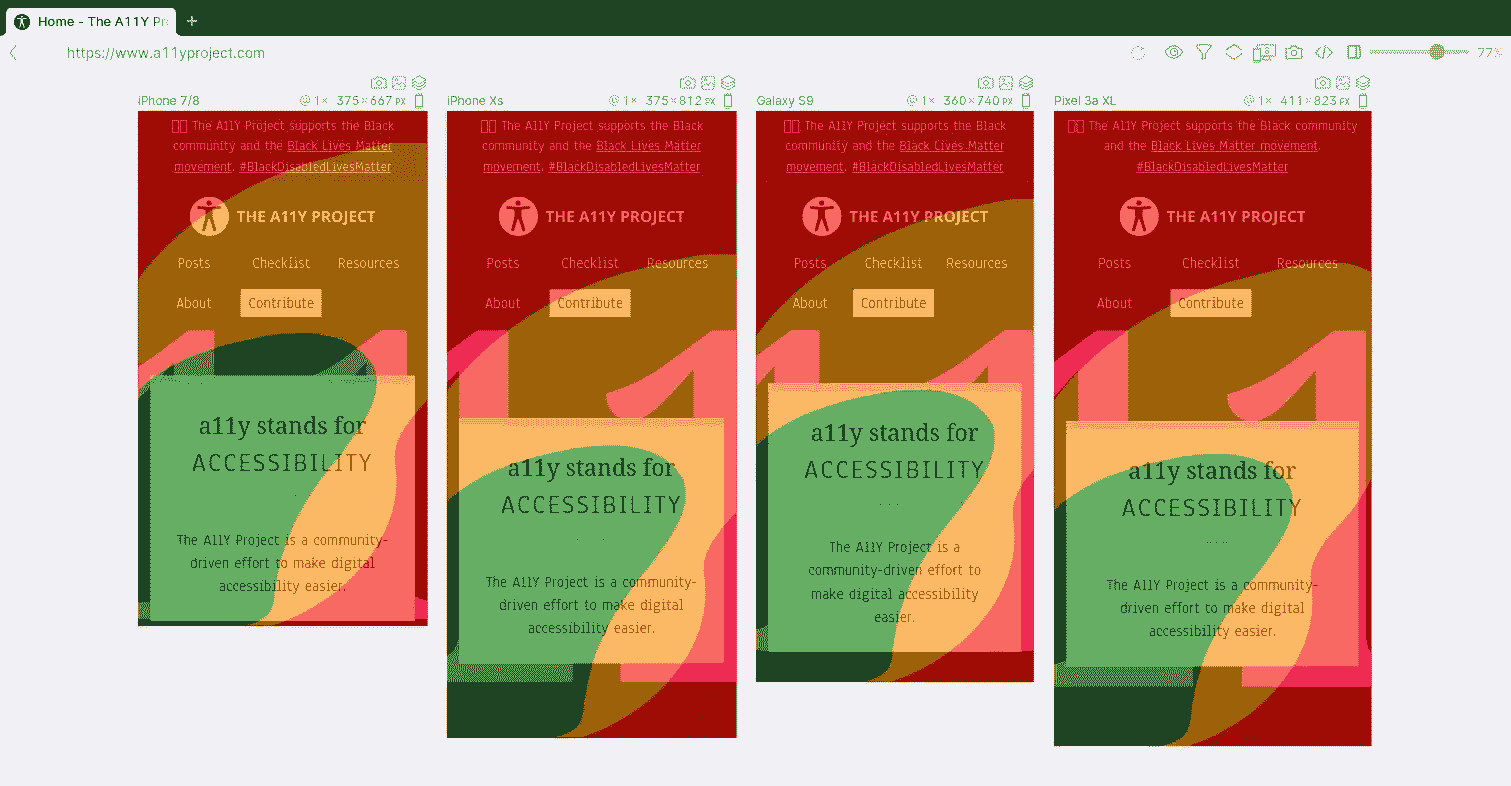 Home - The A11Y Pr
https://www.a11yproject.com
77%
iPhone 7/8
@ 1× 375×667 PX
The A11Y Project supports the Black
community and the Black Lives Matter
movement. #BlackDisabledLivesMatter
THE A11Y PROJECT
Posts Checklist Resources
About Contribute
a11y stands for
ACCESSIBILITY
The A11Y Project is a community-
driven effort to make digital
accessibility easier.
iPhone Xs
@ 1× 375×812 PX
The A11Y Project supports the Black
community and the Black Lives Matter
movement. #BlackDisabledLivesMatter
THE A11Y PROJECT
Posts Checklist Resources
About Contribute
11
a11y stands for
ACCESSIBILITY
The A11Y Project is a community-
driven effort to make digital
accessibility easier.
Galaxy S9
@ 1× 360×740 PX
The A11Y Project supports the Black
community and the Black Lives Matter
movement. #BlackDisabledLivesMatter
THE A11Y PROJECT
Posts Checklist Resources
About Contribute
a11y stands for
ACCESSIBILITY
The A11Y Project is a
community-driven effort to
make digital accessibility
easier.
Pixel 3a XL
@ 1× 411×823 PX
The A11Y Project supports the Black community
and the Black Lives Matter movement.
#BlackDisabledLivesMatter
THE A11Y PROJECT
Posts Checklist Resources
About Contribute
11
a11y stands for
ACCESSIBILITY
The A11Y Project is a community-
driven effort to make digital
accessibility easier.